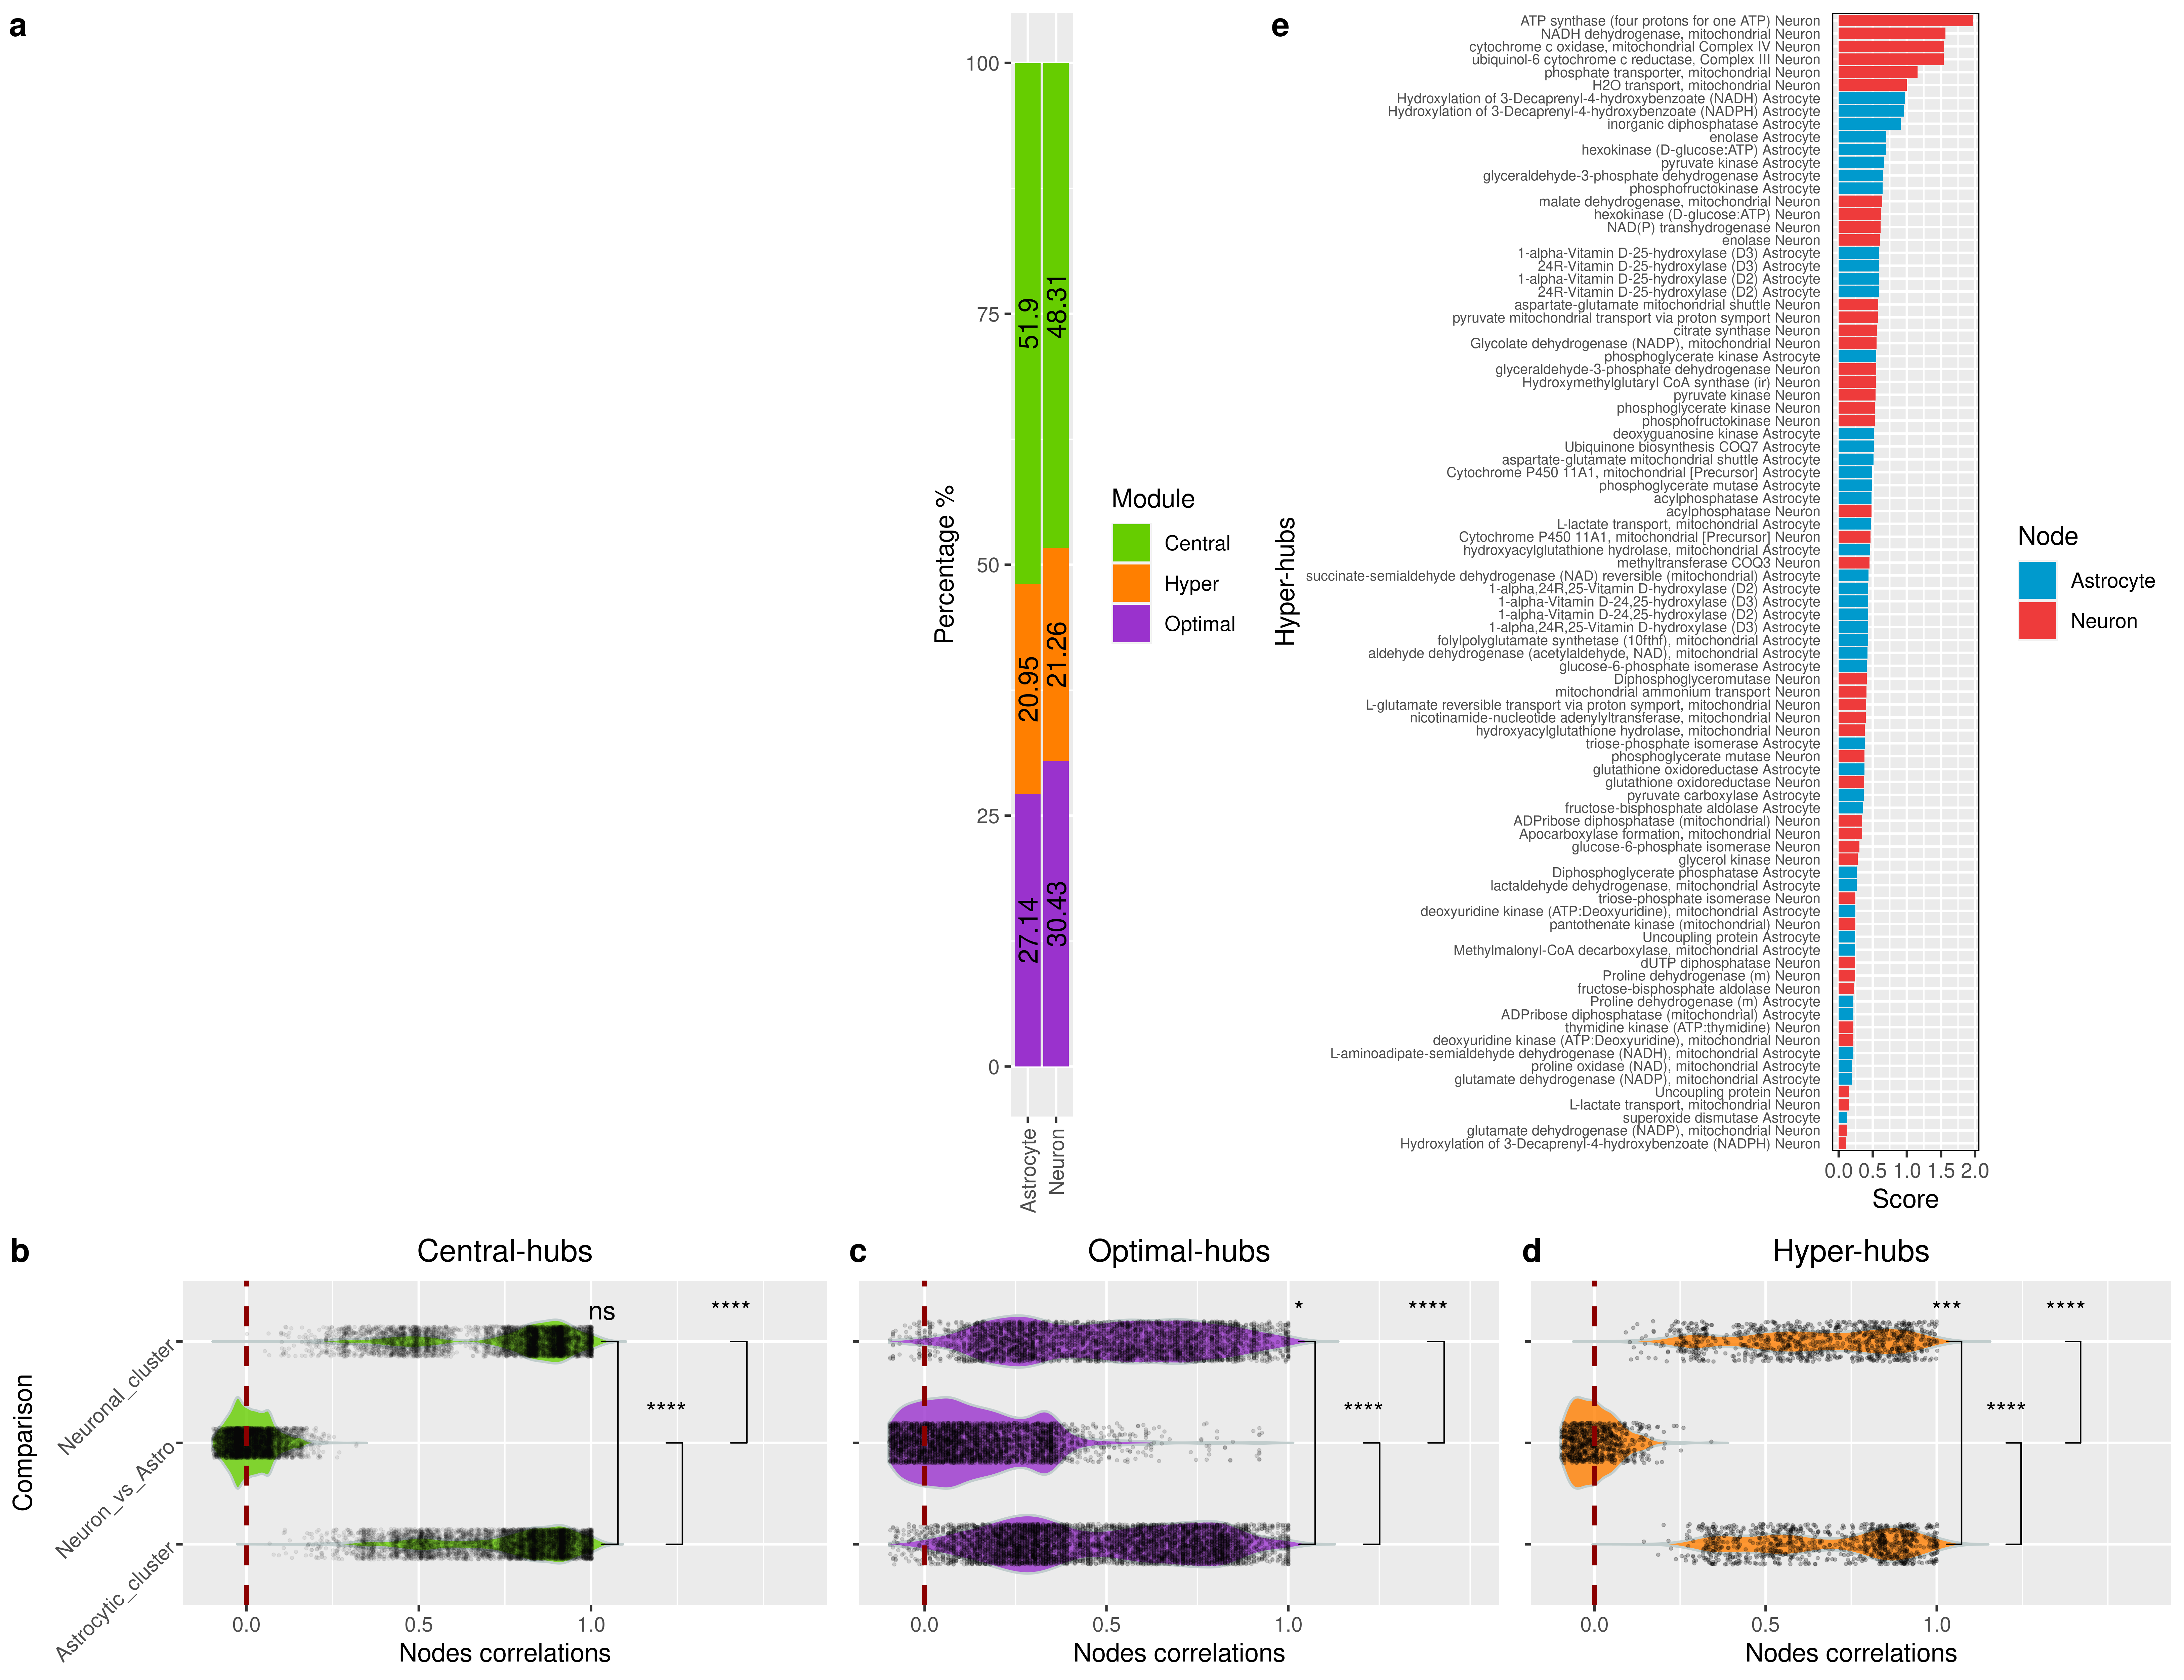 a
100
75
50
25
0
Percentage %
51.9
48.31
20.95
21.26
27.14
30.43
Astrocyte
Neuron
Module
Central
Hyper
Optimal
e
Hyper-hubs
ATP synthase (four protons for one ATP) Neuron
NADH dehydrogenase, mitochondrial Neuron
cytochrome c oxidase, mitochondrial Complex IV Neuron
ubiquinol-6 cytochrome c reductase, Complex III Neuron
phosphate transporter, mitochondrial Neuron
H2O transport, mitochondrial Neuron
Hydroxylation of 3-Decaprenyl-4-hydroxybenzoate (NADH) Astrocyte
Hydroxylation of 3-Decaprenyl-4-hydroxybenzoate (NADPH) Astrocyte
inorganic diphosphatase Astrocyte
enolase Astrocyte
hexokinase (D-glucose:ATP) Astrocyte
pyruvate kinase Astrocyte
glyceraldehyde-3-phosphate dehydrogenase Astrocyte
phosphofructokinase Astrocyte
malate dehydrogenase, mitochondrial Neuron
hexokinase (D-glucose:ATP) Neuron
NAD(P) transhydrogenase Neuron
enolase Neuron
1-alpha-Vitamin D-25-hydroxylase (D3) Astrocyte
24R-Vitamin D-25-hydroxylase (D3) Astrocyte
1-alpha-Vitamin D-25-hydroxylase (D2) Astrocyte
24R-Vitamin D-25-hydroxylase (D2) Astrocyte
aspartate-glutamate mitochondrial shuttle Neuron
pyruvate mitochondrial transport via proton symport Neuron
citrate synthase Neuron
Glycolate dehydrogenase (NADP), mitochondrial Neuron
phosphoglycerate kinase Astrocyte
glyceraldehyde-3-phosphate dehydrogenase Neuron
Hydroxymethylglutaryl CoA synthase (ir) Neuron
pyruvate kinase Neuron
phosphoglycerate kinase Neuron
phosphofructokinase Neuron
deoxyguanosine kinase Astrocyte
Ubiquinone biosynthesis COQ7 Astrocyte
aspartate-glutamate mitochondrial shuttle Astrocyte
Cytochrome P450 11A1, mitochondrial [Precursor] Astrocyte
phosphoglycerate mutase Astrocyte
acylphosphatase Astrocyte
acylphosphatase Neuron
L-lactate transport, mitochondrial Astrocyte
Cytochrome P450 11A1, mitochondrial [Precursor] Neuron
hydroxyacylglutathione hydrolase, mitochondrial Astrocyte
methyltransferase COQ3 Neuron
succinate-semialdehyde dehydrogenase (NAD) reversible (mitochondrial) Astrocyte
1-alpha,24R,25-Vitamin D-hydroxylase (D2) Astrocyte
1-alpha-Vitamin D-24,25-hydroxylase (D3) Astrocyte
1-alpha-Vitamin D-24,25-hydroxylase (D2) Astrocyte
1-alpha,24R,25-Vitamin D-hydroxylase (D3) Astrocyte
folylpolyglutamate synthetase (10fthf), mitochondrial Astrocyte
aldehyde dehydrogenase (acetylaldehyde, NAD), mitochondrial Astrocyte
glucose-6-phosphate isomerase Astrocyte
Diphosphoglyceromutase Neuron
mitochondrial ammonium transport Neuron
L-glutamate reversible transport via proton symport, mitochondrial Neuron
nicotinamide-nucleotide adenylyltransferase, mitochondrial Neuron
hydroxyacylglutathione hydrolase, mitochondrial Neuron
triose-phosphate isomerase Astrocyte
phosphoglycerate mutase Neuron
glutathione oxidoreductase Astrocyte
glutathione oxidoreductase Neuron
pyruvate carboxylase Astrocyte
fructose-bisphosphate aldolase Astrocyte
ADPribose diphosphatase (mitochondrial) Neuron
Apocarboxylase formation, mitochondrial Neuron
glucose-6-phosphate isomerase Neuron
glycerol kinase Neuron
Diphosphoglycerate phosphatase Astrocyte
lactaldehyde dehydrogenase, mitochondrial Astrocyte
triose-phosphate isomerase Neuron
deoxyuridine kinase (ATP:Deoxyuridine), mitochondrial Astrocyte
pantothenate kinase (mitochondrial) Neuron
Uncoupling protein Astrocyte
Methylmalonyl-CoA decarboxylase, mitochondrial Astrocyte
dUTP diphosphatase Neuron
Proline dehydrogenase (m) Neuron
fructose-bisphosphate aldolase Neuron
Proline dehydrogenase (m) Astrocyte
ADPribose diphosphatase (mitochondrial) Astrocyte
thymidine kinase (ATP:thymidine) Neuron
deoxyuridine kinase (ATP:Deoxyuridine), mitochondrial Neuron
L-aminoadipate-semialdehyde dehydrogenase (NADH), mitochondrial Astrocyte
proline oxidase (NAD), mitochondrial Astrocyte
glutamate dehydrogenase (NADP), mitochondrial Astrocyte
Uncoupling protein Neuron
L-lactate transport, mitochondrial Neuron
superoxide dismutase Astrocyte
glutamate dehydrogenase (NADP), mitochondrial Neuron
Hydroxylation of 3-Decaprenyl-4-hydroxybenzoate (NADPH) Neuron
0.0 0.5 1.0 1.5 2.0
Score
Node
Astrocyte
Neuron
b
Central-hubs
Comparison
Neuronal_cluster
Neuron_vs_Astro
Astrocytic_cluster
ns
****
****
0.0 0.5 1.0
Nodes correlations
c
Optimal-hubs
*
****
****
0.0 0.5 1.0
Nodes correlations
d
Hyper-hubs
***
****
****
0.0 0.5 1.0
Nodes correlations